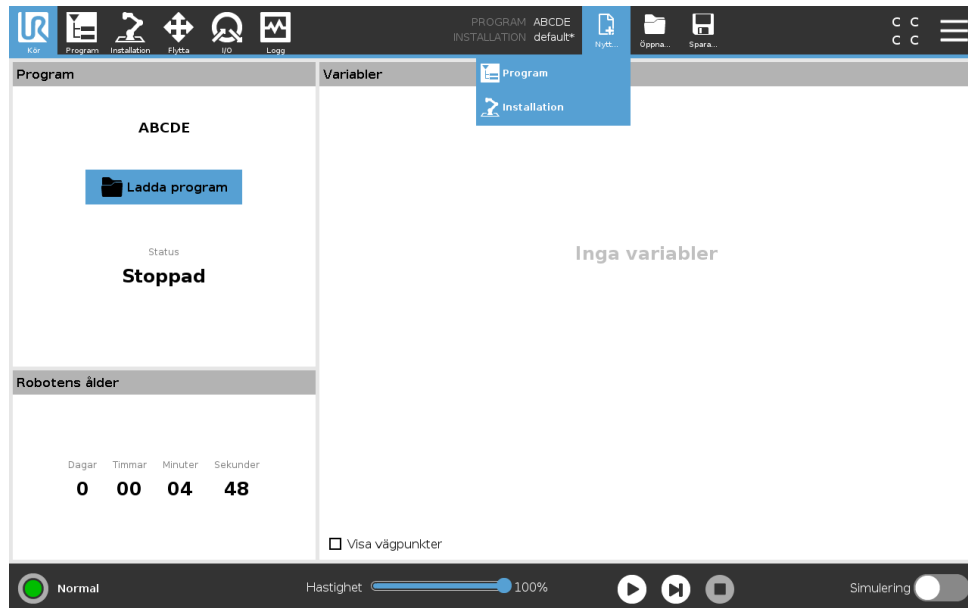 PROGRAM ABCDE
INSTALLATION default*
C C
C C
Kör Program Installation Flytta I/O Logg Nytt... Öppna... Spara...
Program
Installation
Program
ABCDE
Ladda program
Status
Stoppad
Variabler
Inga variabler
Visa vägpunkter
Robotens ålder
Dagar Timmar Minuter Sekunder
0 00 04 48
Normal Hastighet 100% Simulering